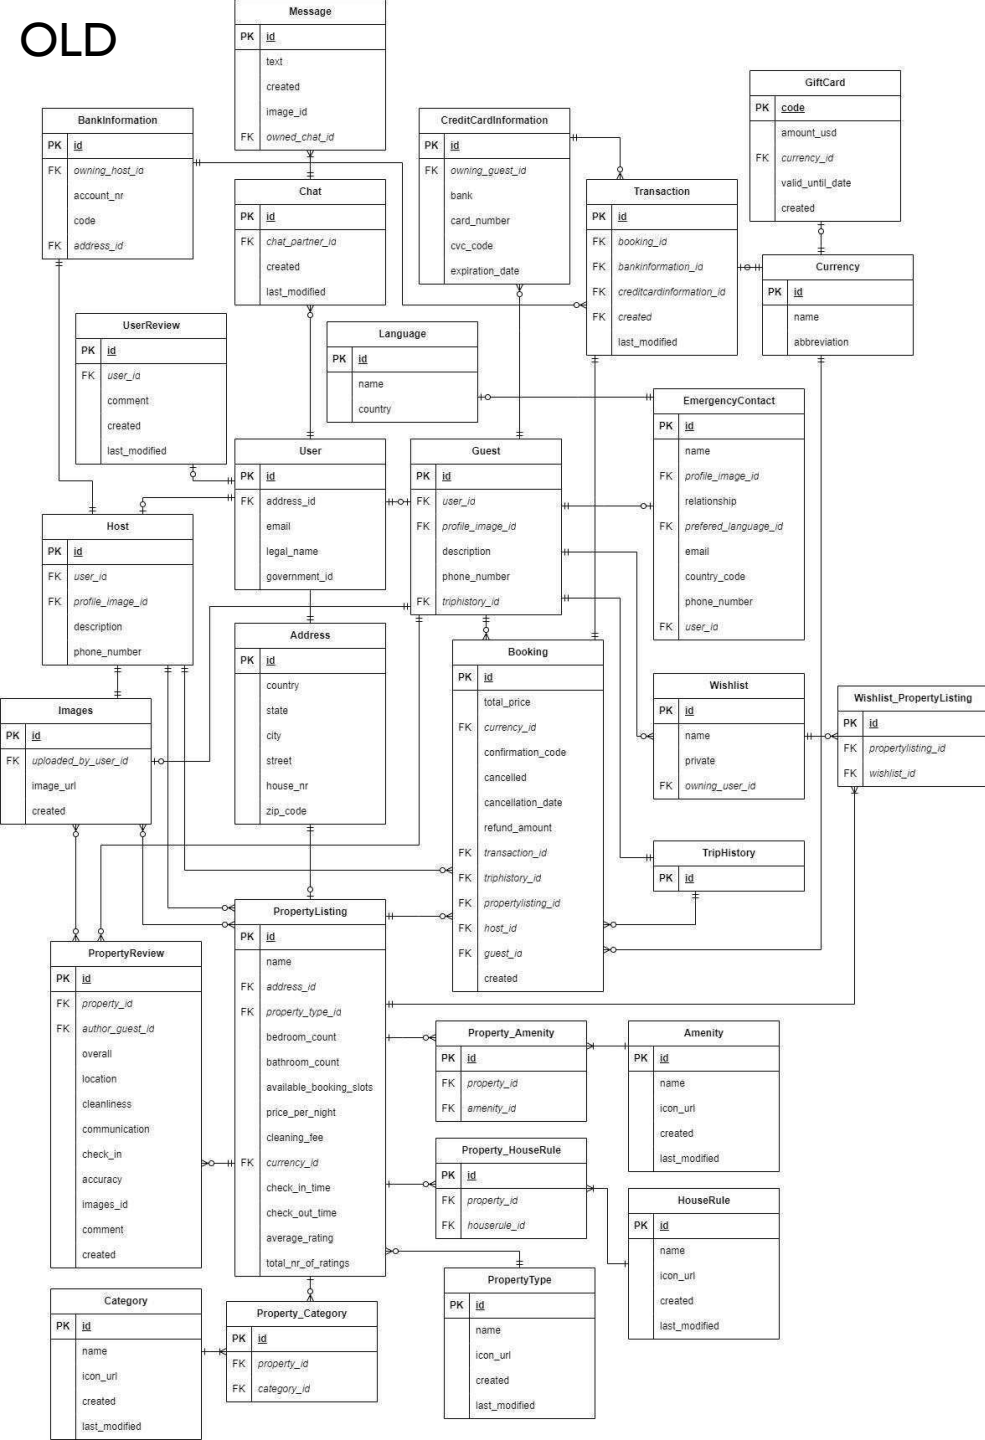 OLD
Message
PK id
text
created
image_id
FK owned_chat_id
GiftCard
PK code
amount_usd
FK currency_id
valid_until_date
created
BankInformation
PK id
FK owning_host_id
account_nr
code
FK address_id
CreditCardInformation
PK id
FK owning_guest_id
bank
card_number
cvc_code
expiration_date
Chat
PK id
FK chat_partner_id
created
last_modified
Transaction
PK id
FK booking_id
FK bankinformation_id
FK creditcardinformation_id
FK created
last_modified
Currency
PK id
name
abbreviation
UserReview
PK id
FK user_id
comment
created
last_modified
Language
PK id
name
country
EmergencyContact
PK id
name
FK profile_image_id
relationship
FK prefered_language_id
email
country_code
phone_number
FK user_id
User
PK id
FK address_id
email
legal_name
government_id
Guest
PK id
FK user_id
FK profile_image_id
description
phone_number
FK triphistory_id
Host
PK id
FK user_id
FK profile_image_id
description
phone_number
Address
PK id
country
state
city
street
house_nr
zip_code
Booking
PK id
total_price
FK currency_id
confirmation_code
cancelled
cancellation_date
refund_amount
FK transaction_id
FK triphistory_id
FK propertylisting_id
FK host_id
FK guest_id
created
Wishlist
PK id
name
private
FK owning_user_id
Wishlist_PropertyListing
PK id
FK propertylisting_id
FK wishlist_id
Images
PK id
FK uploaded_by_user_id
image_url
created
TripHistory
PK id
PropertyListing
PK id
name
FK address_id
FK property_type_id
bedroom_count
bathroom_count
available_booking_slots
price_per_night
cleaning_fee
FK currency_id
check_in_time
check_out_time
average_rating
total_nr_of_ratings
PropertyReview
PK id
FK property_id
FK author_guest_id
overall
location
cleanliness
communication
check_in
accuracy
images_id
comment
created
Property_Amenity
PK id
FK property_id
FK amenity_id
Amenity
PK id
name
icon_url
created
last_modified
Property_HouseRule
PK id
FK property_id
FK houserule_id
HouseRule
PK id
name
icon_url
created
last_modified
PropertyType
PK id
name
icon_url
created
last_modified
Category
PK id
name
icon_url
created
last_modified
Property_Category
PK id
FK property_id
FK category_id